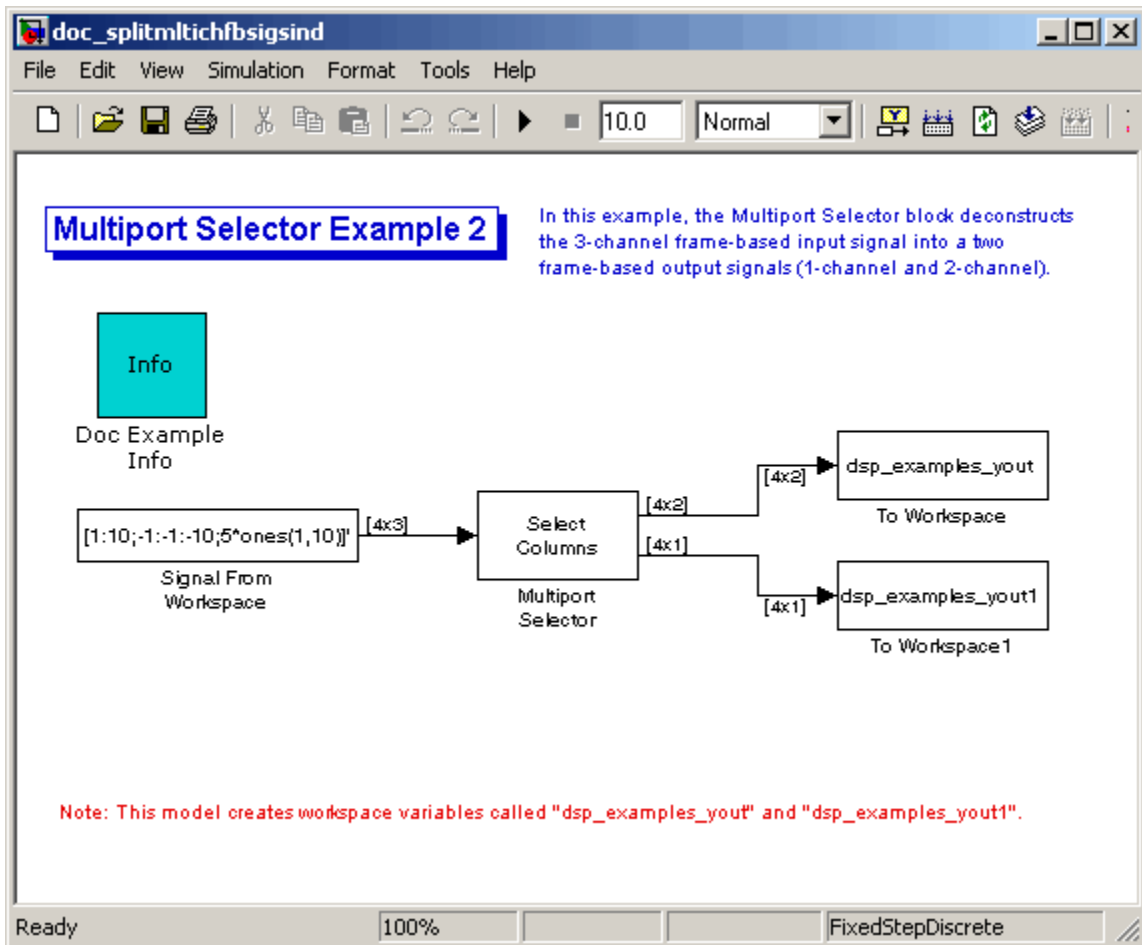 doc_splitmltichfbsigsind
File Edit View Simulation Format Tools Help
10.0 Normal
Multiport Selector Example 2
In this example, the Multiport Selector block deconstructs
the 3-channel frame-based input signal into a two
frame-based output signals (1-channel and 2-channel).
Info
Doc Example
Info
[1:10;-1:-1:-10;5*ones(1,10)]'
[4x3]
Signal From
Workspace
Select
Columns
Multiport
Selector
[4x2]
[4x2]
dsp_examples_yout
To Workspace
[4x1]
[4x1]
dsp_examples_yout1
To Workspace1
Note: This model creates workspace variables called "dsp_examples_yout" and "dsp_examples_yout1".
Ready 100% FixedStepDiscrete